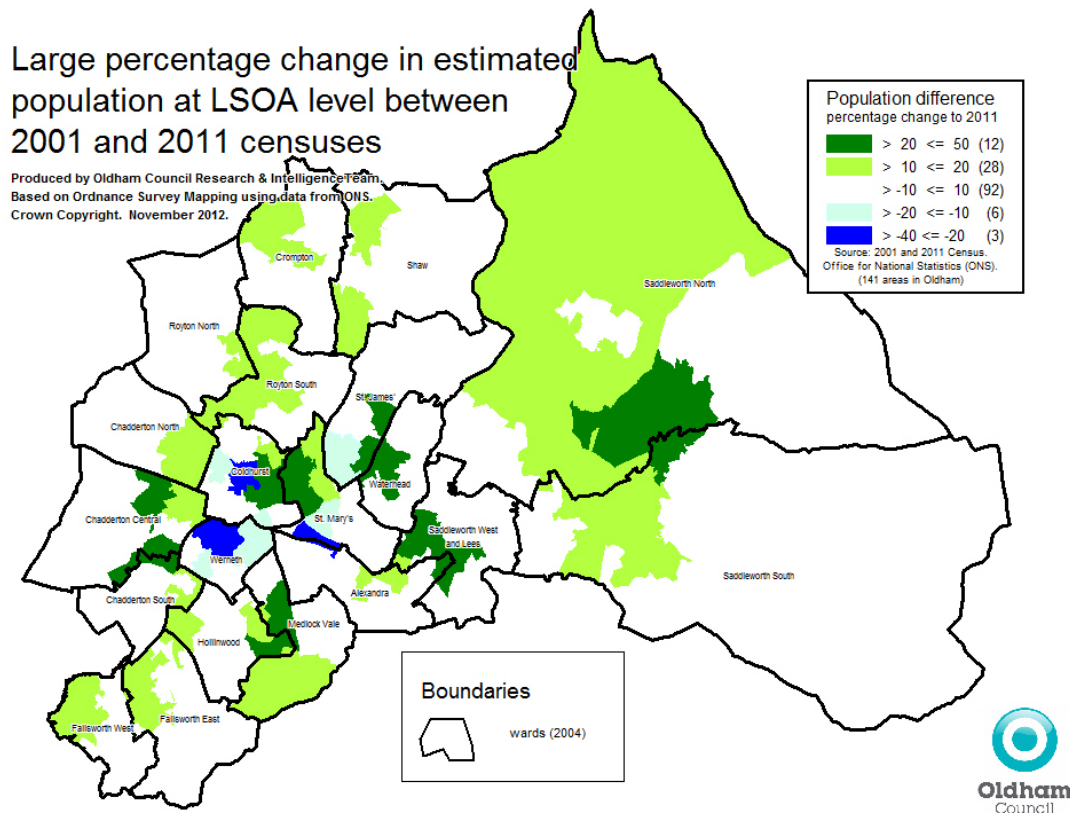 Large percentage change in estimated
population at LSOA level between
2001 and 2011 censuses
Produced by Oldham Council Research & IntelligenceTeam.
Based on Ordnance Survey Mapping using data from ONS.
Crown Copyright. November 2012.
Population difference
percentage change to 2011
> 20 <= 50 (12)
> 10 <= 20 (28)
> -10 <= 10 (92)
> -20 <= -10 (6)
> -40 <= -20 (3)
Source: 2001 and 2011 Census.
Office for National Statistics (ONS).
(141 areas in Oldham)
Crompton
Shaw
Saddleworth North
Royton North
Royton South
St. James'
Chadderton North
Coldhurst
Waterhead
Chadderton Central
St. Mary's
Saddleworth West
and Lees
Werneth
Saddleworth South
Alexandra
Chadderton South
Medlock Vale
Hollinwood
Failsworth East
Failsworth West
Boundaries
wards (2004)
Oldham
Council